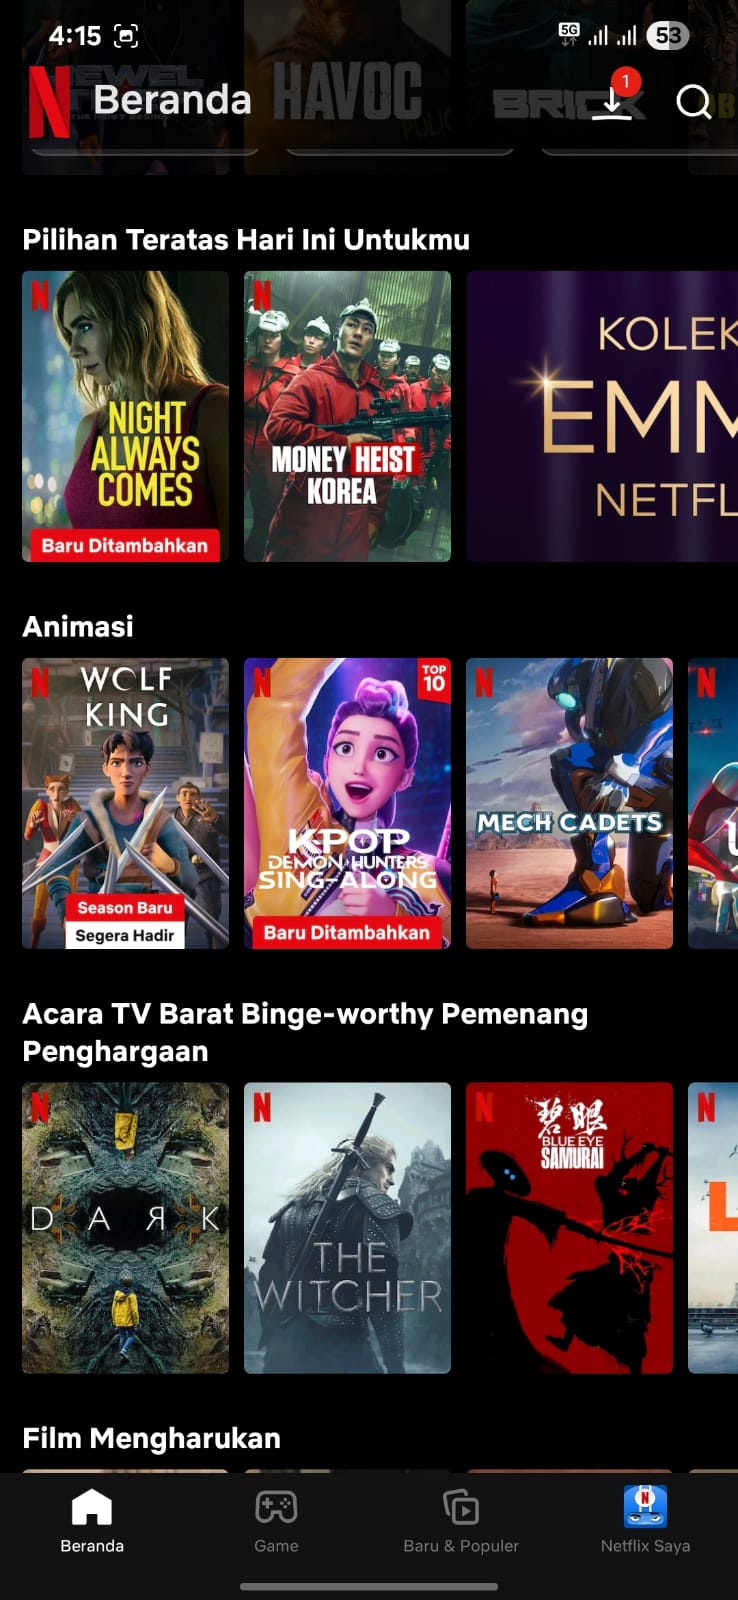 4:15
5G
53
JEWEL
THE HEIST BEGINS
HAVOC
BRICK
N
Beranda
1
Pilihan Teratas Hari Ini Untukmu
N
NIGHT
ALWAYS
COMES
Baru Ditambahkan
N
MONEY HEIST
KOREA
KOLEK
EMM
NETFL
Animasi
N
WOLF
KING
Season Baru
Segera Hadir
N
TOP
10
KPOP
DEMON HUNTERS
SING-ALONG
Baru Ditambahkan
N
MECH CADETS
N
Acara TV Barat Binge-worthy Pemenang
Penghargaan
N
DARK
N
THE
WITCHER
N
碧眼
BLUE EYE
SAMURAI
N
L
Film Mengharukan
Beranda
Game
Baru & Populer
N
Netflix Saya